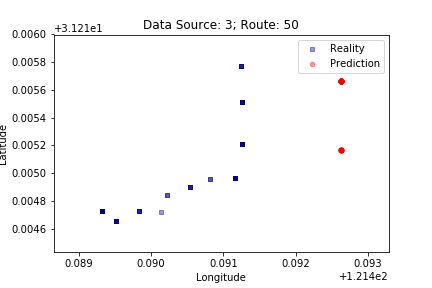 Data Source: 3; Route: 50
+3.121e1
0.0060
0.0058
0.0056
0.0054
0.0052
0.0050
0.0048
0.0046
Latitude
Reality
Prediction
0.089 0.090 0.091 0.092 0.093
Longitude
+1.214e2